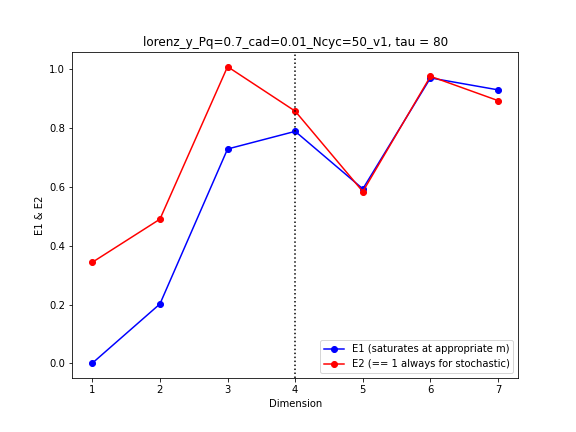 lorenz_y_Pq=0.7_cad=0.01_Ncyc=50_v1, tau = 80
1.0
0.8
0.6
0.4
0.2
0.0
E1 & E2
E1 (saturates at appropriate m)
E2 (== 1 always for stochastic)
1 2 3 4 5 6 7
Dimension